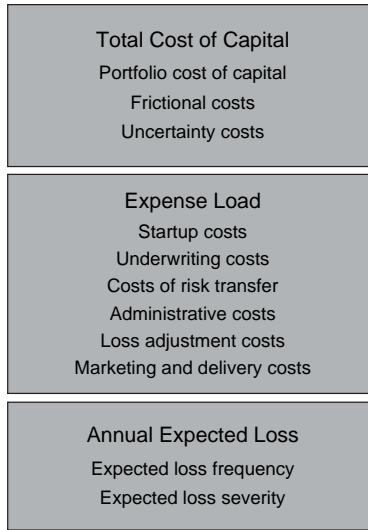 Total Cost of Capital
Portfolio cost of capital
Frictional costs
Uncertainty costs
Expense Load
Startup costs
Underwriting costs
Costs of risk transfer
Administrative costs
Loss adjustment costs
Marketing and delivery costs
Annual Expected Loss
Expected loss frequency
Expected loss severity